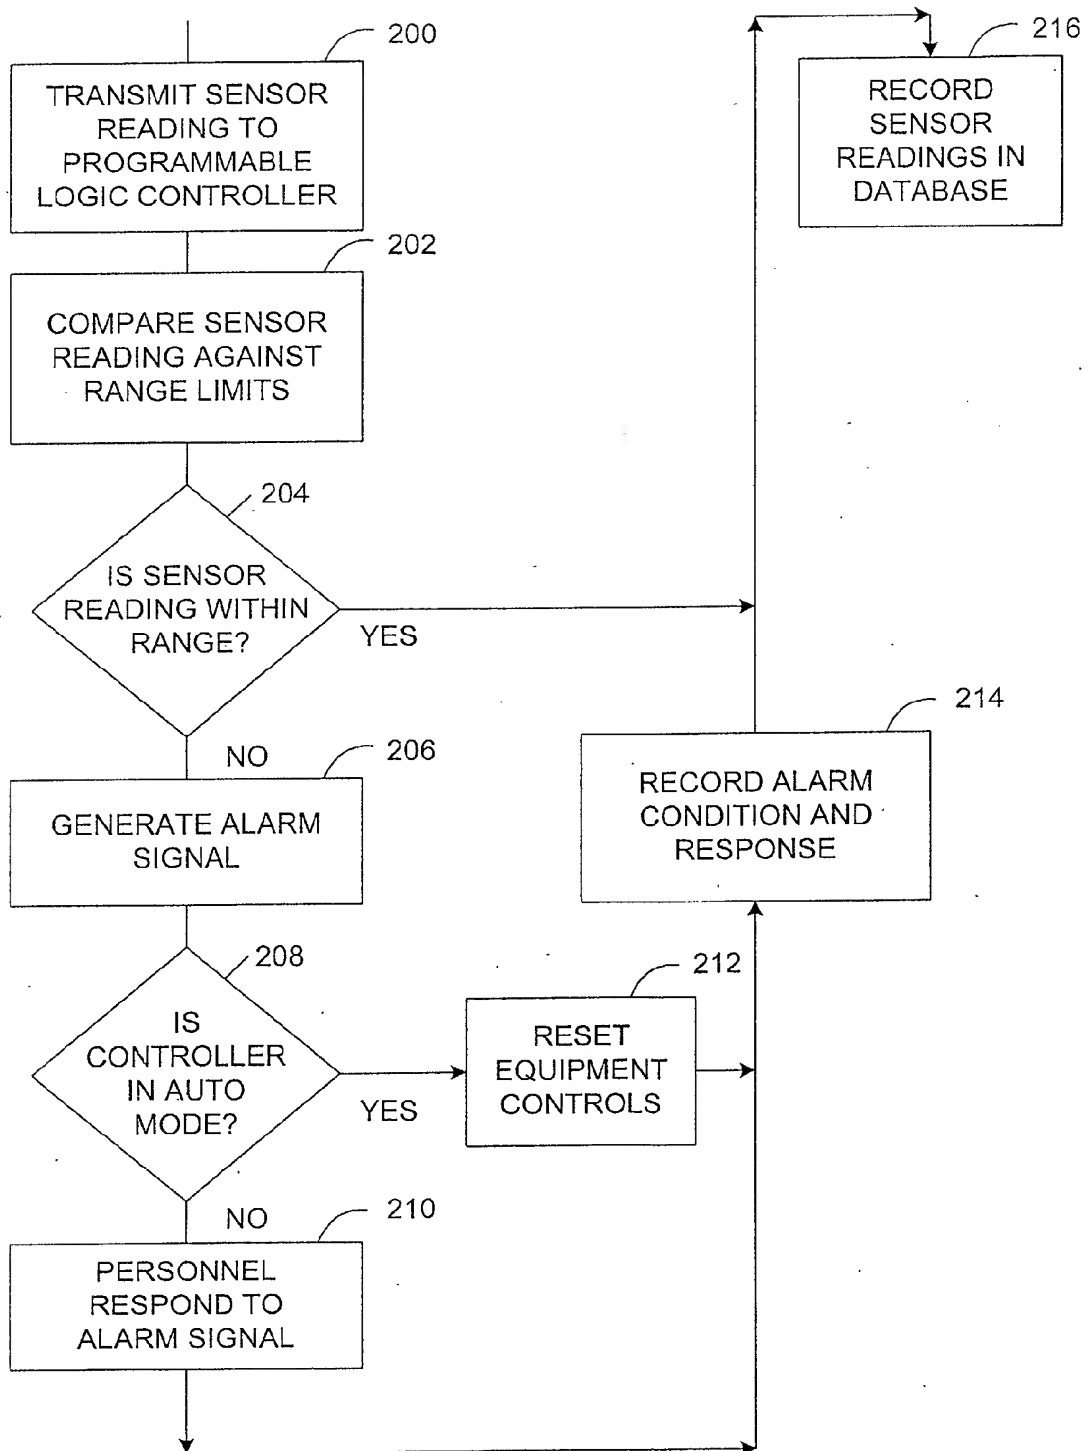 200
TRANSMIT SENSOR
READING TO
PROGRAMMABLE
LOGIC CONTROLLER
202
COMPARE SENSOR
READING AGAINST
RANGE LIMITS
204
IS SENSOR
READING WITHIN
RANGE?
YES
NO
206
GENERATE ALARM
SIGNAL
208
IS
CONTROLLER
IN AUTO
MODE?
YES
NO
210
PERSONNEL
RESPOND TO
ALARM SIGNAL
212
RESET
EQUIPMENT
CONTROLS
214
RECORD ALARM
CONDITION AND
RESPONSE
216
RECORD
SENSOR
READINGS IN
DATABASE